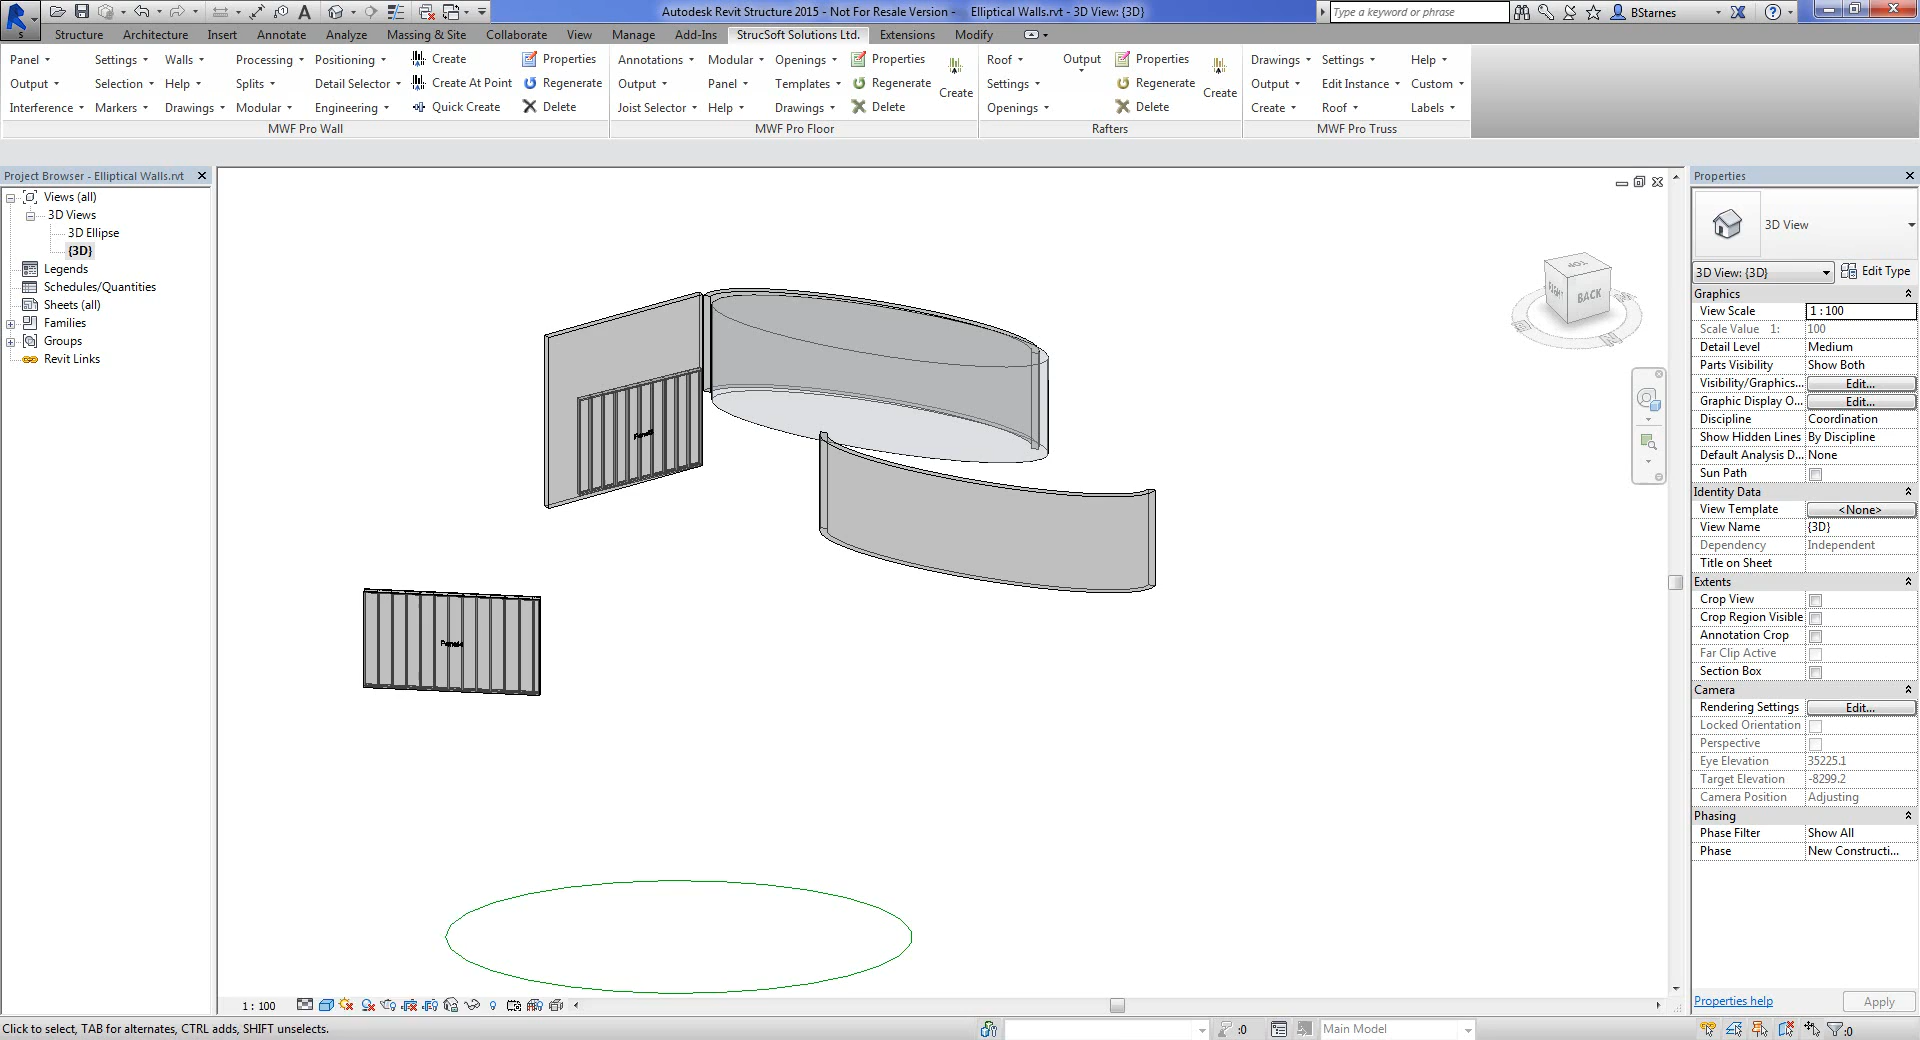 Autodesk Revit Structure 2015 - Not For Resale Version - Elliptical Walls.rvt - 3D View: {3D}
Type a keyword or phrase
BStarnes
Structure Architecture Insert Annotate Analyze Massing & Site Collaborate View Manage Add-Ins StrucSoft Solutions Ltd. Extensions Modify
Panel Settings Walls Processing Positioning Create Properties Annotations Modular Openings Properties Roof Output Properties Drawings Settings Help
Output Selection Help Splits Detail Selector Create At Point Regenerate Output Panel Templates Regenerate Create Settings Regenerate Create Output Edit Instance Custom
Interference Markers Drawings Modular Engineering Quick Create Delete Joist Selector Help Drawings Delete Openings Delete Create Roof Labels
MWF Pro Wall MWF Pro Floor Rafters MWF Pro Truss
Project Browser - Elliptical Walls.rvt
Views (all)
3D Views
3D Ellipse
{3D}
Legends
Schedules/Quantities
Sheets (all)
Families
Groups
Revit Links
TOP
RIGHT
BACK
Properties
3D View
3D View: {3D} Edit Type
Graphics
View Scale 1 : 100
Scale Value 1: 100
Detail Level Medium
Parts Visibility Show Both
Visibility/Graphics... Edit...
Graphic Display O... Edit...
Discipline Coordination
Show Hidden Lines By Discipline
Default Analysis D... None
Sun Path
Identity Data
View Template <None>
View Name {3D}
Dependency Independent
Title on Sheet
Extents
Crop View
Crop Region Visible
Annotation Crop
Far Clip Active
Section Box
Camera
Rendering Settings Edit...
Locked Orientation
Perspective
Eye Elevation 35225.1
Target Elevation -8299.2
Camera Position Adjusting
Phasing
Phase Filter Show All
Phase New Constructi...
Properties help Apply
1 : 100
Click to select, TAB for alternates, CTRL adds, SHIFT unselects.
:0
Main Model
:0